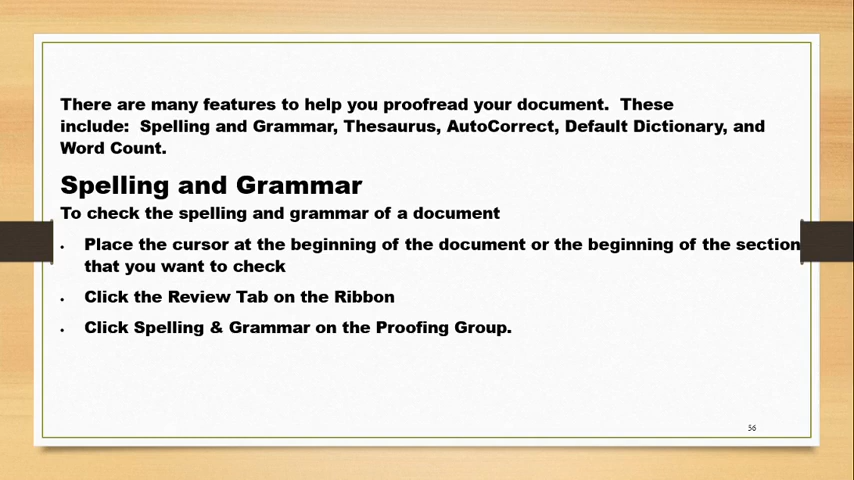 There are many features to help you proofread your document.  These
include:  Spelling and Grammar, Thesaurus, AutoCorrect, Default Dictionary, and
Word Count.
Spelling and Grammar
To check the spelling and grammar of a document
• Place the cursor at the beginning of the document or the beginning of the section
that you want to check
• Click the Review Tab on the Ribbon
• Click Spelling & Grammar on the Proofing Group.
56